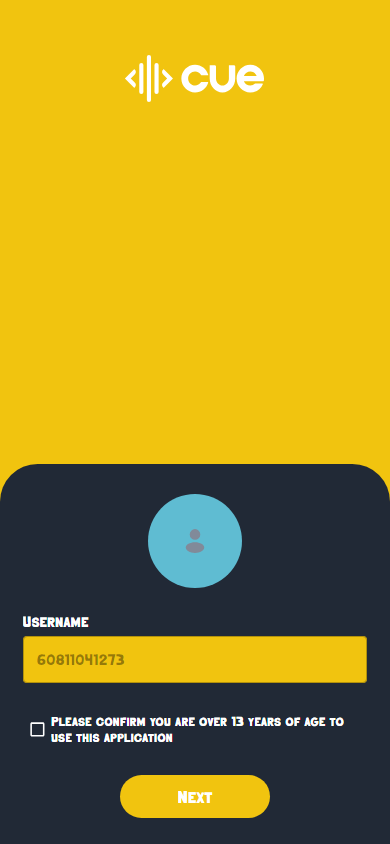 cue
Username
60811041273
Please confirm you are over 13 years of age to
use this application
Next